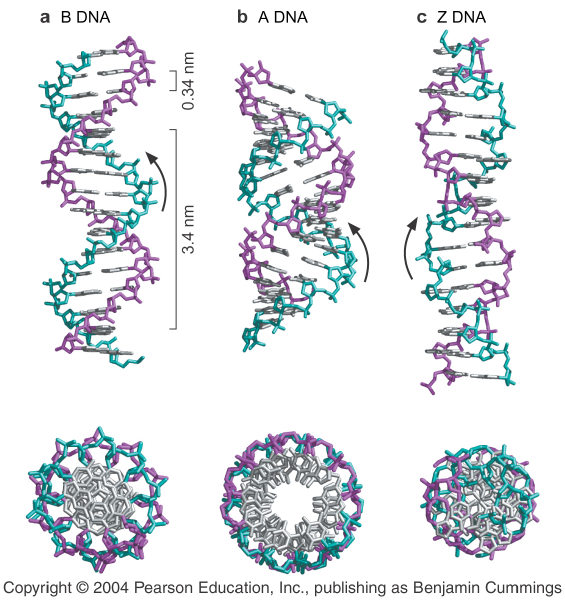 a B DNA
b A DNA
c Z DNA
0.34 nm
3.4 nm
Copyright © 2004 Pearson Education, Inc., publishing as Benjamin Cummings